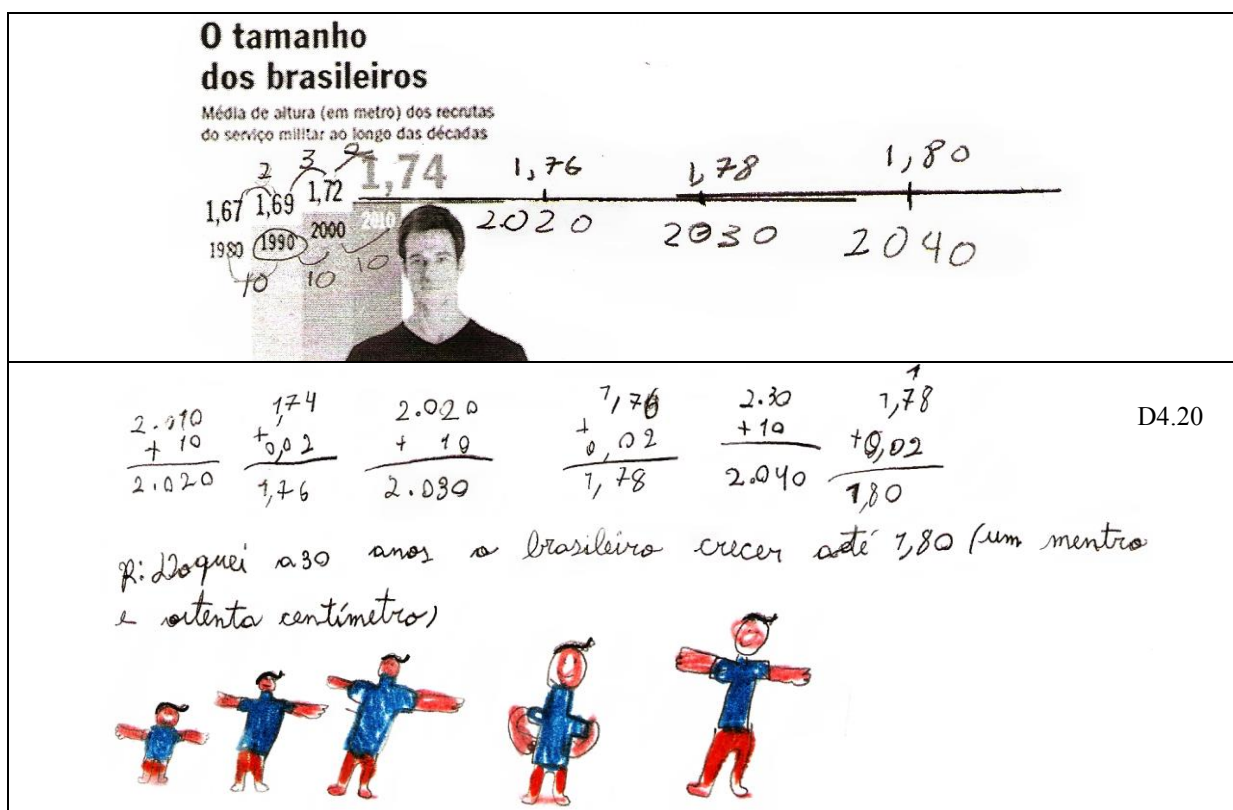 O tamanho
dos brasileiros
Média de altura (em metro) dos recrutas
do serviço militar ao longo das décadas
2 3 2
1,67 1,69 1,72 1,74 1,76 1,78 1,80
1980 1990 2000 2010 2020 2030 2040
10 10 10
2.010 1,74 2.020 1,76 2.30 1 1,78
+ 10 + 0,02 + 10 + 0,02 + 10 + 0,02
2.020 1,76 2.030 1,78 2.040 1,80
D4.20
R: Daquei a 30 anos o brasileiro crecer até 1,80 (um mentro
e oitenta centímetro)